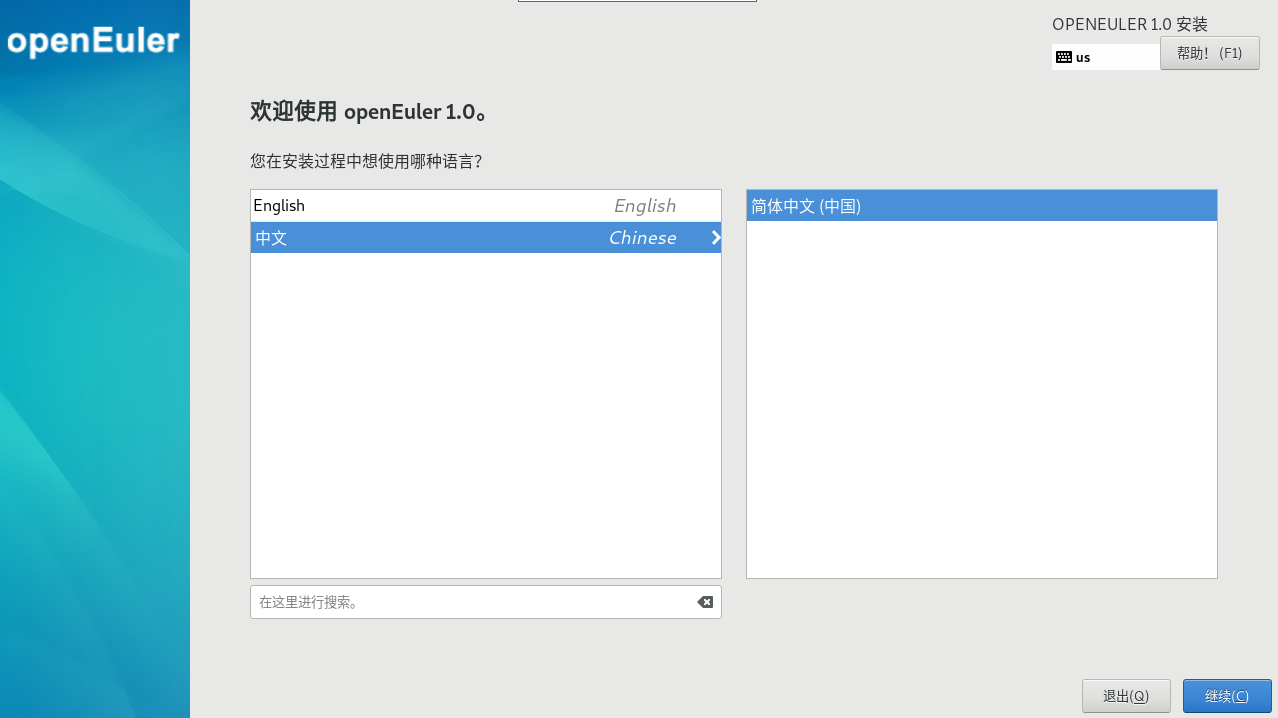 openEuler
OPENEULER 1.0 安装
us
帮助! (F1)
欢迎使用 openEuler 1.0。
您在安装过程中想使用哪种语言?
English English
中文 Chinese
简体中文 (中国)
在这里进行搜索。
退出(Q)
继续(C)